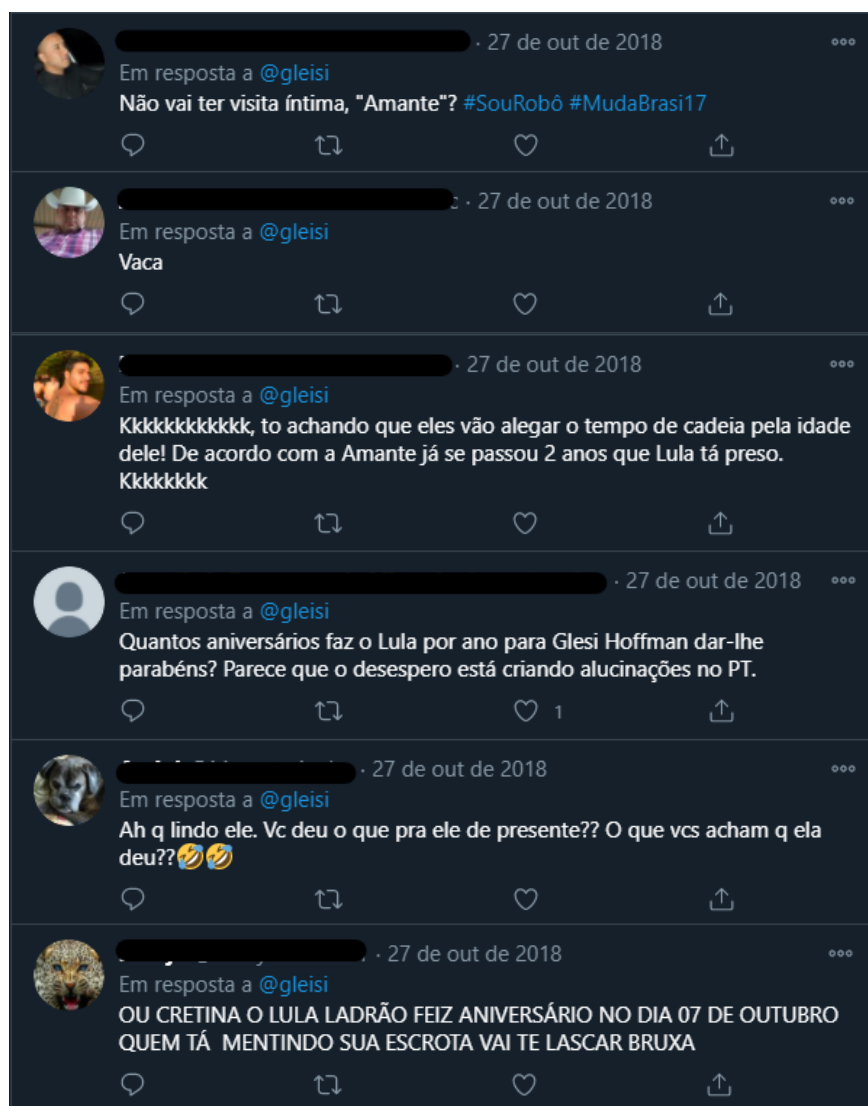 · 27 de out de 2018
Em resposta a @gleisi
Não vai ter visita íntima, "Amante"? #SouRobô #MudaBrasi17
· 27 de out de 2018
Em resposta a @gleisi
Vaca
· 27 de out de 2018
Em resposta a @gleisi
Kkkkkkkkkkkk, to achando que eles vão alegar o tempo de cadeia pela idade
dele! De acordo com a Amante já se passou 2 anos que Lula tá preso.
Kkkkkkkk
· 27 de out de 2018
Em resposta a @gleisi
Quantos aniversários faz o Lula por ano para Glesi Hoffman dar-lhe
parabéns? Parece que o desespero está criando alucinações no PT.
1
· 27 de out de 2018
Em resposta a @gleisi
Ah q lindo ele. Vc deu o que pra ele de presente?? O que vcs acham q ela
deu??🤣🤣
· 27 de out de 2018
Em resposta a @gleisi
OU CRETINA O LULA LADRÃO FEIZ ANIVERSÁRIO NO DIA 07 DE OUTUBRO
QUEM TÁ MENTINDO SUA ESCROTA VAI TE LASCAR BRUXA